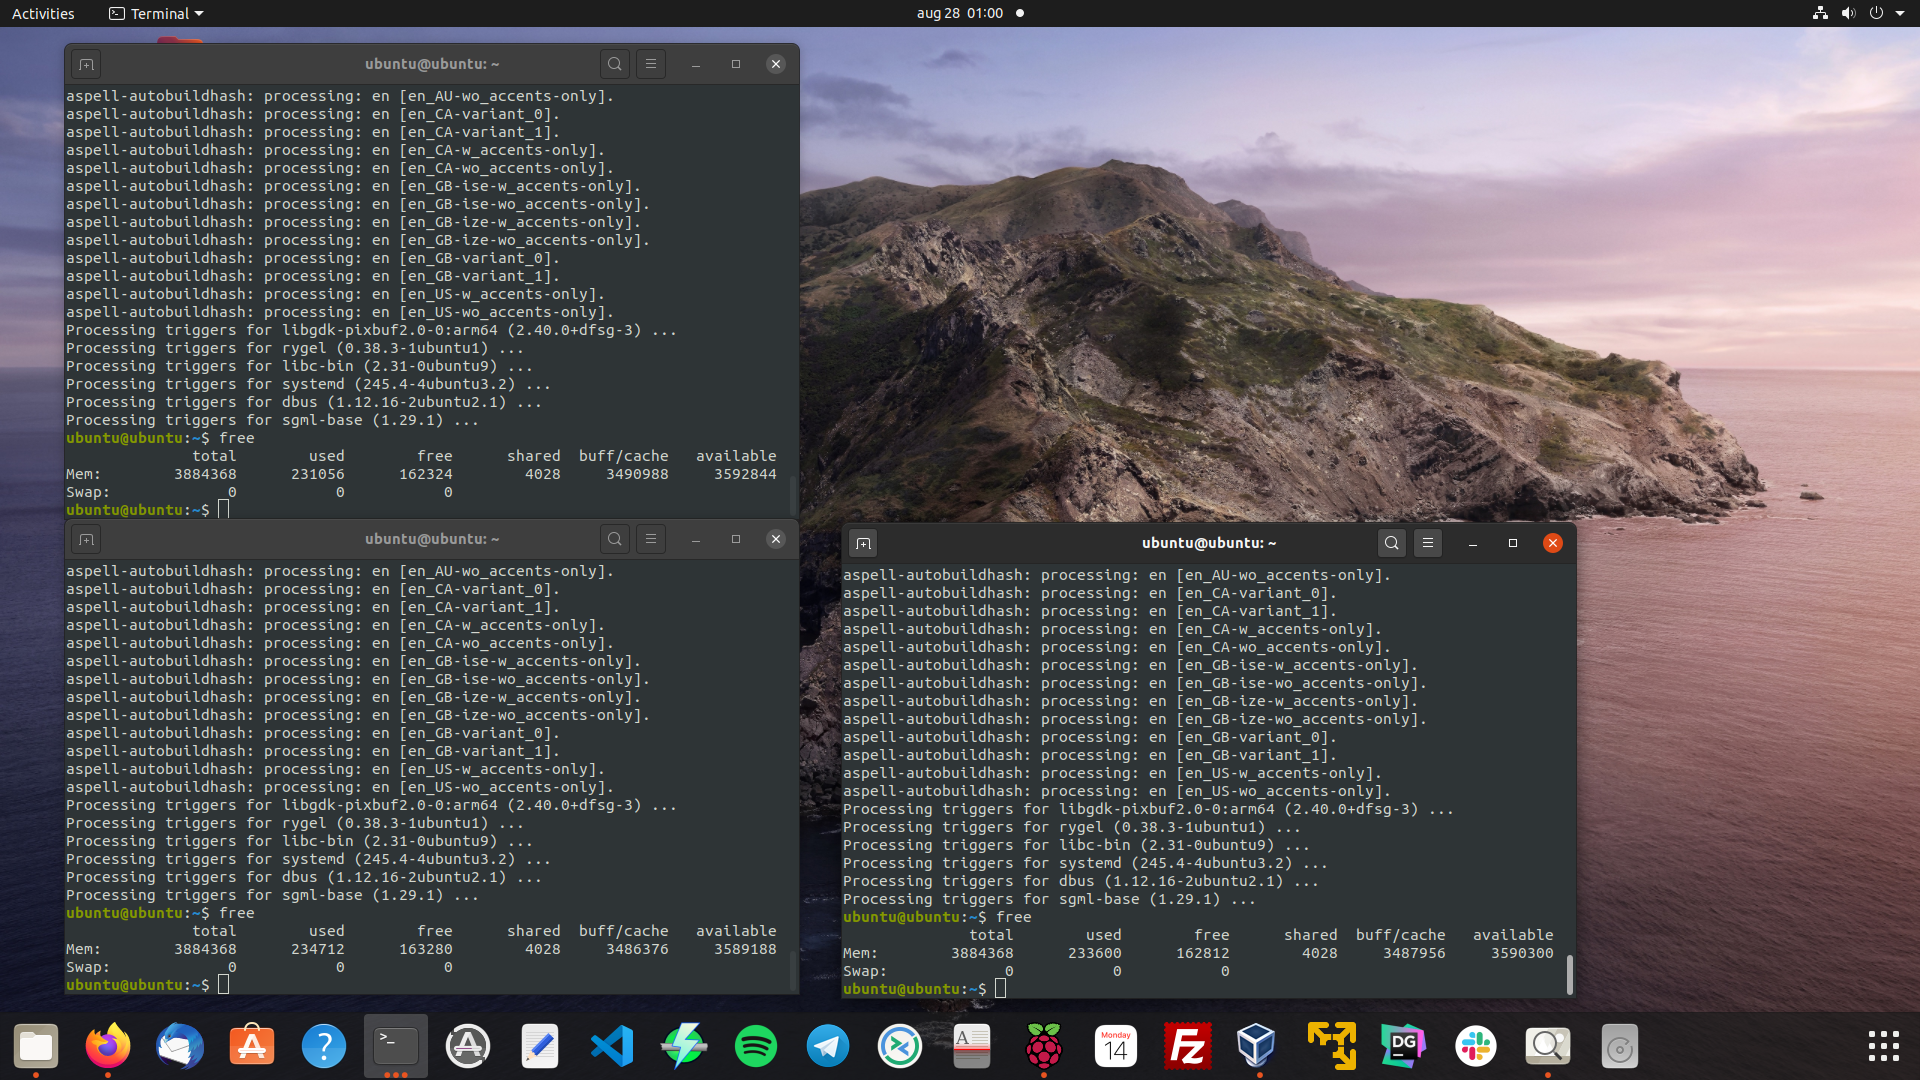 Activities
Terminal
aug 28 01:00
ubuntu@ubuntu: ~
aspell-autobuildhash: processing: en [en_AU-wo_accents-only].
aspell-autobuildhash: processing: en [en_CA-variant_0].
aspell-autobuildhash: processing: en [en_CA-variant_1].
aspell-autobuildhash: processing: en [en_CA-w_accents-only].
aspell-autobuildhash: processing: en [en_CA-wo_accents-only].
aspell-autobuildhash: processing: en [en_GB-ise-w_accents-only].
aspell-autobuildhash: processing: en [en_GB-ise-wo_accents-only].
aspell-autobuildhash: processing: en [en_GB-ize-w_accents-only].
aspell-autobuildhash: processing: en [en_GB-ize-wo_accents-only].
aspell-autobuildhash: processing: en [en_GB-variant_0].
aspell-autobuildhash: processing: en [en_GB-variant_1].
aspell-autobuildhash: processing: en [en_US-w_accents-only].
aspell-autobuildhash: processing: en [en_US-wo_accents-only].
Processing triggers for libgdk-pixbuf2.0-0:arm64 (2.40.0+dfsg-3) ...
Processing triggers for rygel (0.38.3-1ubuntu1) ...
Processing triggers for libc-bin (2.31-0ubuntu9) ...
Processing triggers for systemd (245.4-4ubuntu3.2) ...
Processing triggers for dbus (1.12.16-2ubuntu2.1) ...
Processing triggers for sgml-base (1.29.1) ...
ubuntu@ubuntu:~$ free
total used free shared buff/cache available
Mem: 3884368 231056 162324 4028 3490988 3592844
Swap: 0 0 0
ubuntu@ubuntu:~$
ubuntu@ubuntu: ~
aspell-autobuildhash: processing: en [en_AU-wo_accents-only].
aspell-autobuildhash: processing: en [en_CA-variant_0].
aspell-autobuildhash: processing: en [en_CA-variant_1].
aspell-autobuildhash: processing: en [en_CA-w_accents-only].
aspell-autobuildhash: processing: en [en_CA-wo_accents-only].
aspell-autobuildhash: processing: en [en_GB-ise-w_accents-only].
aspell-autobuildhash: processing: en [en_GB-ise-wo_accents-only].
aspell-autobuildhash: processing: en [en_GB-ize-w_accents-only].
aspell-autobuildhash: processing: en [en_GB-ize-wo_accents-only].
aspell-autobuildhash: processing: en [en_GB-variant_0].
aspell-autobuildhash: processing: en [en_GB-variant_1].
aspell-autobuildhash: processing: en [en_US-w_accents-only].
aspell-autobuildhash: processing: en [en_US-wo_accents-only].
Processing triggers for libgdk-pixbuf2.0-0:arm64 (2.40.0+dfsg-3) ...
Processing triggers for rygel (0.38.3-1ubuntu1) ...
Processing triggers for libc-bin (2.31-0ubuntu9) ...
Processing triggers for systemd (245.4-4ubuntu3.2) ...
Processing triggers for dbus (1.12.16-2ubuntu2.1) ...
Processing triggers for sgml-base (1.29.1) ...
ubuntu@ubuntu:~$ free
total used free shared buff/cache available
Mem: 3884368 234712 163280 4028 3486376 3589188
Swap: 0 0 0
ubuntu@ubuntu:~$
ubuntu@ubuntu: ~
aspell-autobuildhash: processing: en [en_AU-wo_accents-only].
aspell-autobuildhash: processing: en [en_CA-variant_0].
aspell-autobuildhash: processing: en [en_CA-variant_1].
aspell-autobuildhash: processing: en [en_CA-w_accents-only].
aspell-autobuildhash: processing: en [en_CA-wo_accents-only].
aspell-autobuildhash: processing: en [en_GB-ise-w_accents-only].
aspell-autobuildhash: processing: en [en_GB-ise-wo_accents-only].
aspell-autobuildhash: processing: en [en_GB-ize-w_accents-only].
aspell-autobuildhash: processing: en [en_GB-ize-wo_accents-only].
aspell-autobuildhash: processing: en [en_GB-variant_0].
aspell-autobuildhash: processing: en [en_GB-variant_1].
aspell-autobuildhash: processing: en [en_US-w_accents-only].
aspell-autobuildhash: processing: en [en_US-wo_accents-only].
Processing triggers for libgdk-pixbuf2.0-0:arm64 (2.40.0+dfsg-3) ...
Processing triggers for rygel (0.38.3-1ubuntu1) ...
Processing triggers for libc-bin (2.31-0ubuntu9) ...
Processing triggers for systemd (245.4-4ubuntu3.2) ...
Processing triggers for dbus (1.12.16-2ubuntu2.1) ...
Processing triggers for sgml-base (1.29.1) ...
ubuntu@ubuntu:~$ free
total used free shared buff/cache available
Mem: 3884368 233600 162812 4028 3487956 3590300
Swap: 0 0 0
ubuntu@ubuntu:~$
>_
?
A
Monday
14
FZ
DG